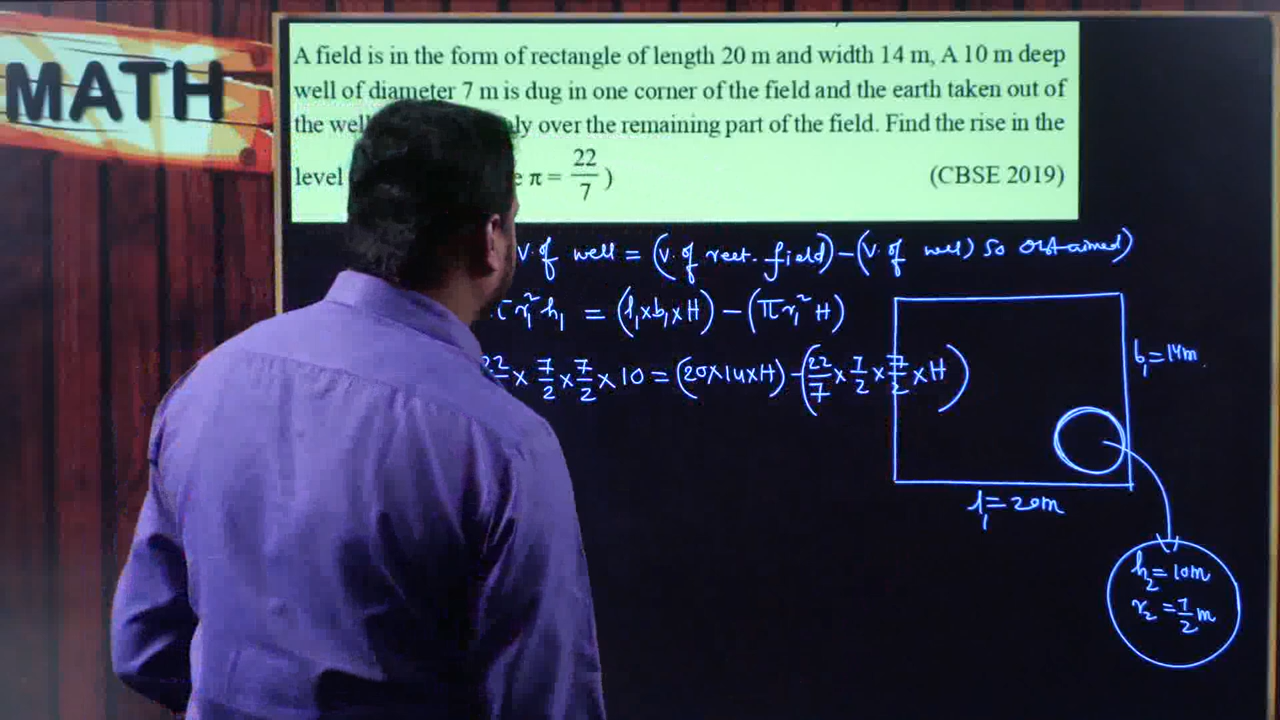 MATH
A field is in the form of rectangle of length 20 m and width 14 m, A 10 m deep
well of diameter 7 m is dug in one corner of the field and the earth taken out of
the well ly over the remaining part of the field. Find the rise in the
level π = 22/7 )
(CBSE 2019)
V. of well = (V. of rect. field) - (V. of well) so obtained)
π r₁² h₁ = (l₁ x b₁ x H) - (π r₁² H)
22 x 7/2 x 7/2 x 10 = (20 x 14 x H) - (22/7 x 7/2 x 7/2 x H)
b₁ = 14m
l₁ = 20m
h₂ = 10m
r₂ = 7/2 m